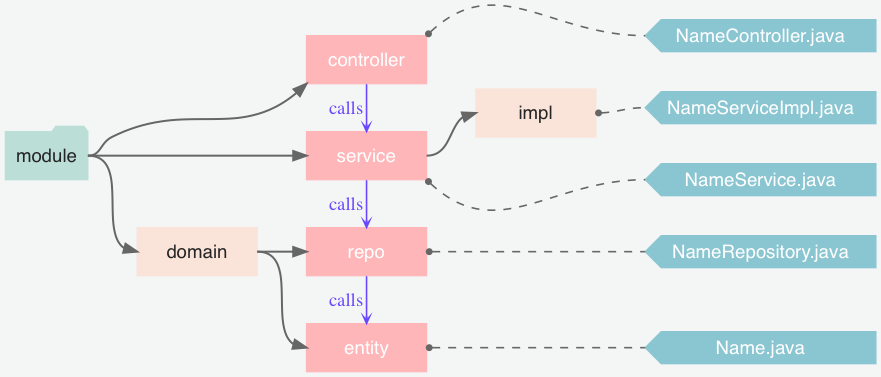 NameController.java
controller
calls
impl
NameServiceImpl.java
module
service
NameService.java
calls
domain
repo
NameRepository.java
calls
entity
Name.java